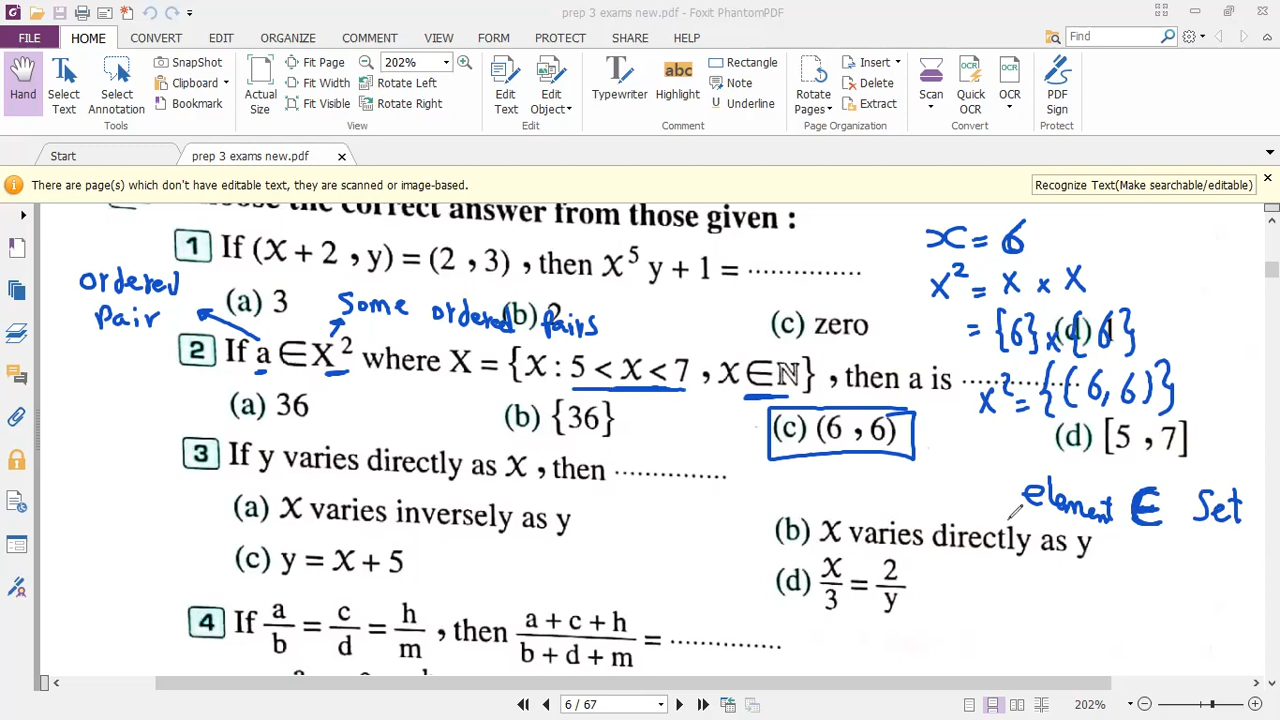 prep 3 exams new.pdf - Foxit PhantomPDF
FILE HOME CONVERT EDIT ORGANIZE COMMENT VIEW FORM PROTECT SHARE HELP
Find
Hand
Select Text
Select Annotation
SnapShot
Clipboard
Bookmark
Tools
Actual Size
Fit Page
Fit Width
Fit Visible
202%
Rotate Left
Rotate Right
View
Edit Text
Edit Object
Edit
Typewriter
Highlight
Rectangle
Note
Underline
Comment
Rotate Pages
Insert
Delete
Extract
Page Organization
Scan
Quick OCR
OCR
Convert
PDF Sign
Protect
Start
prep 3 exams new.pdf
There are page(s) which don't have editable text, they are scanned or image-based.
Recognize Text(Make searchable/editable)
the correct answer from those given :
1 If (X + 2 , y) = (2 , 3) , then X⁵ y + 1 = ...............
(a) 3 (b) 2 (c) zero (d) 1
x = 6
x² = x × x
= {6} × {6}
x² = {(6, 6)}
ordered Pair
Some ordered pairs
2 If a ∈ X² where X = {X : 5 < X < 7 , X ∈ ℕ} , then a is ...............
(a) 36 (b) {36} (c) (6 , 6) (d) [5 , 7]
element ∈ Set
3 If y varies directly as X , then ...............
(a) X varies inversely as y (b) X varies directly as y
(c) y = X + 5 (d) X/3 = 2/y
4 If a/b = c/d = h/m , then (a + c + h)/(b + d + m) = ...............
6 / 67
202%